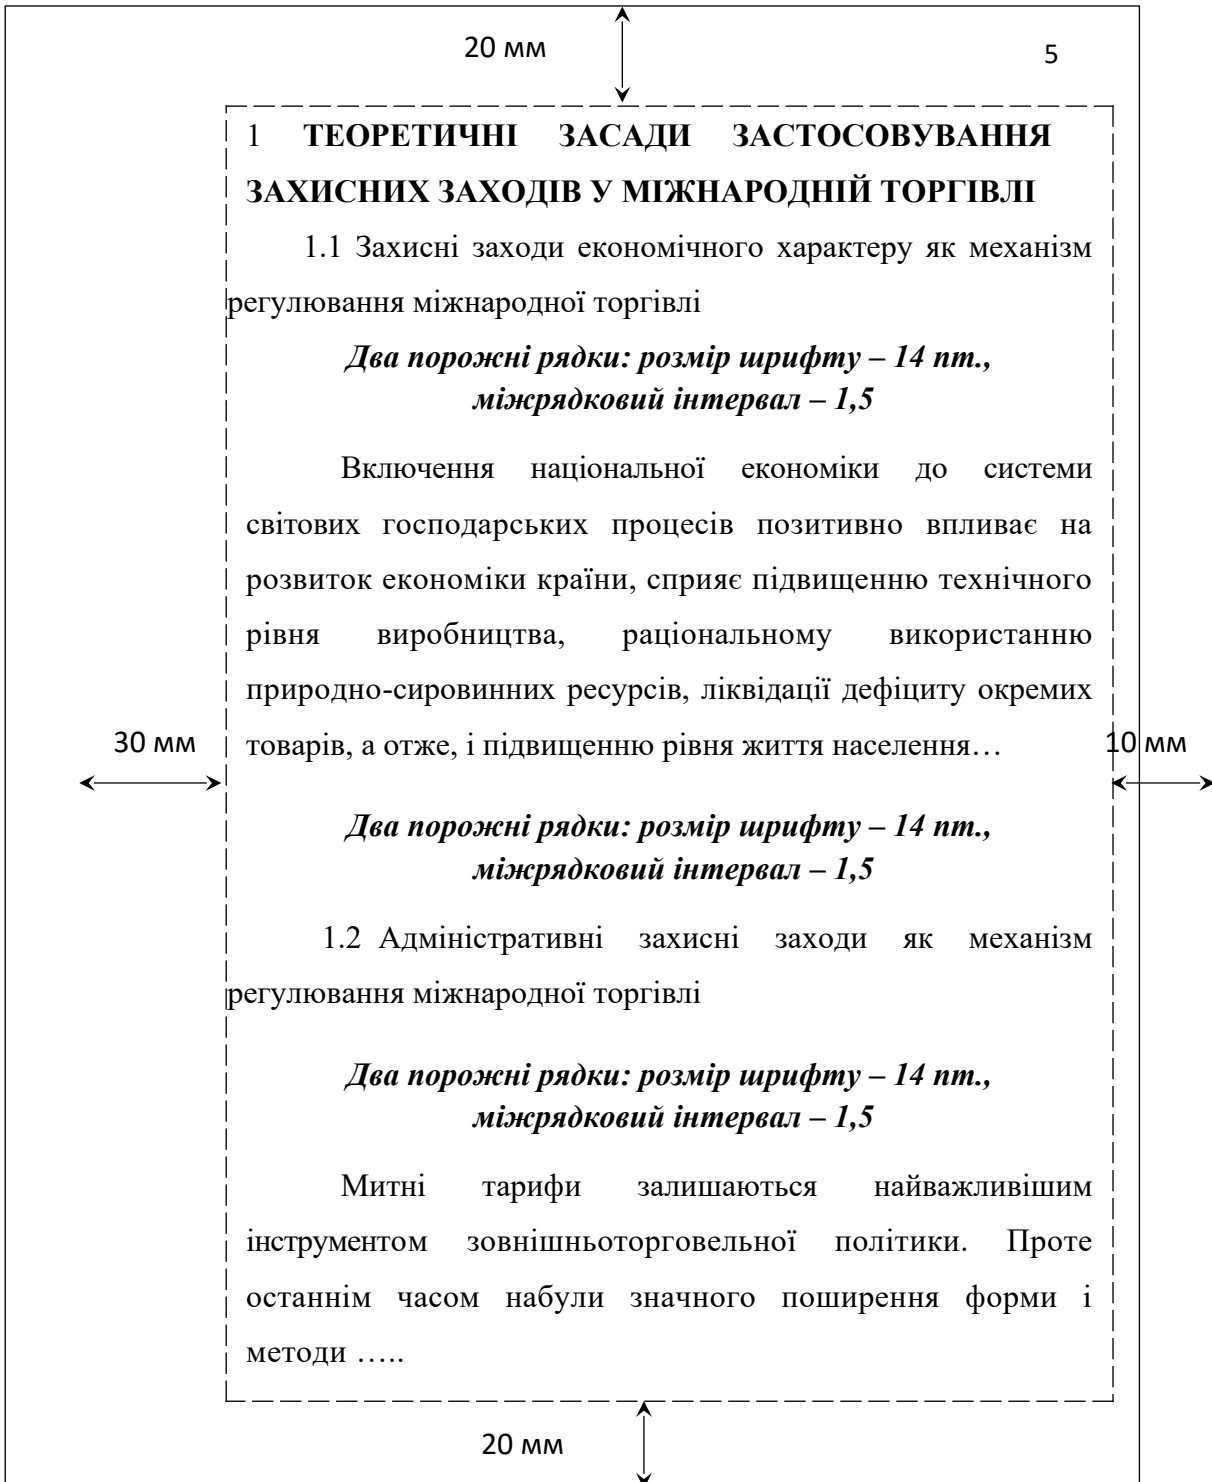 20 мм
5
1 ТЕОРЕТИЧНІ ЗАСАДИ ЗАСТОСОВУВАННЯ
ЗАХИСНИХ ЗАХОДІВ У МІЖНАРОДНІЙ ТОРГІВЛІ
1.1 Захисні заходи економічного характеру як механізм
регулювання міжнародної торгівлі
Два порожні рядки: розмір шрифту – 14 пт.,
міжрядковий інтервал – 1,5
Включення національної економіки до системи
світових господарських процесів позитивно впливає на
розвиток економіки країни, сприяє підвищенню технічного
рівня виробництва, раціональному використанню
природно-сировинних ресурсів, ліквідації дефіциту окремих
товарів, а отже, і підвищенню рівня життя населення…
30 мм
10 мм
Два порожні рядки: розмір шрифту – 14 пт.,
міжрядковий інтервал – 1,5
1.2 Адміністративні захисні заходи як механізм
регулювання міжнародної торгівлі
Два порожні рядки: розмір шрифту – 14 пт.,
міжрядковий інтервал – 1,5
Митні тарифи залишаються найважливішим
інструментом зовнішньоторговельної політики. Проте
останнім часом набули значного поширення форми і
методи …..
20 мм